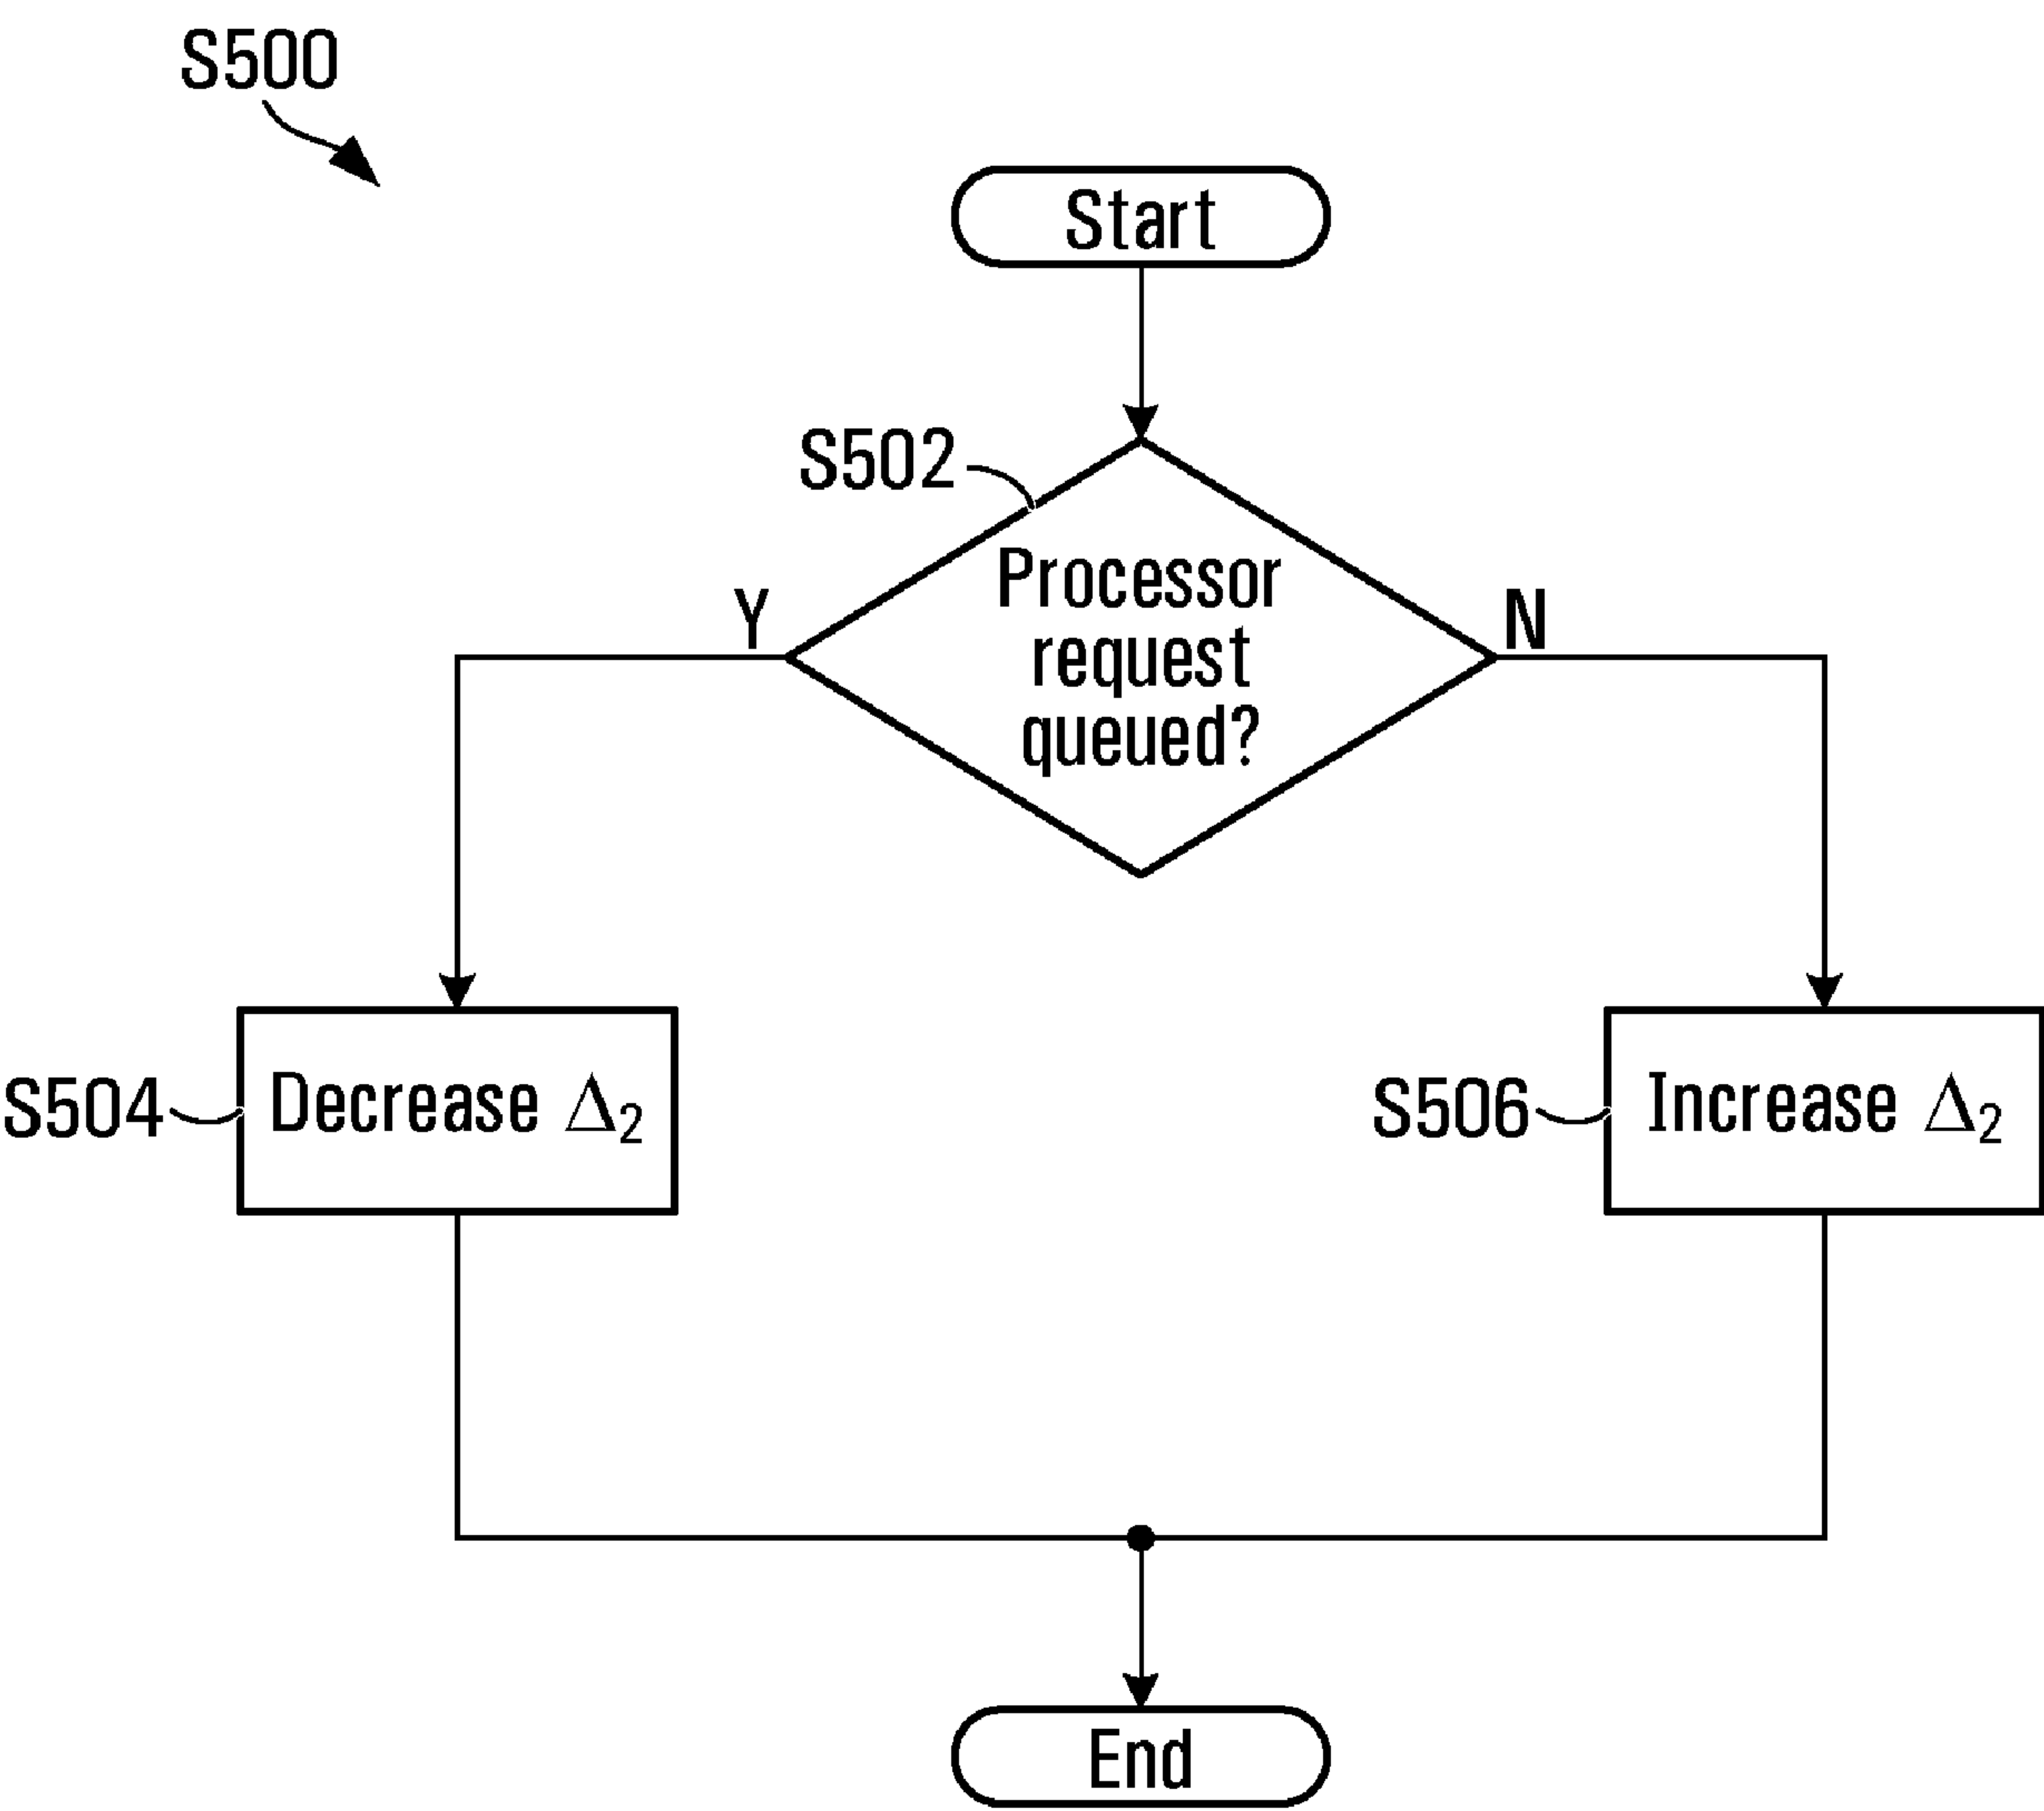 S500
Start
S502
Processor
request
queued?
Y
N
S504
Decrease Δ₂
S506
Increase Δ₂
End